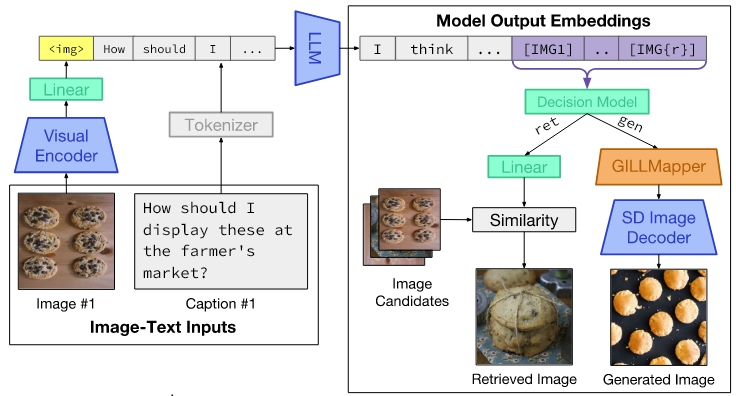 Model Output Embeddings
<img> How should I ...
LLM
I think ... [IMG1] .. [IMG{r}]
Linear
Decision Model
Tokenizer
ret
gen
Visual
Encoder
Linear
GILLMapper
How should I
display these at
the farmer's
market?
Similarity
SD Image
Decoder
Image
Candidates
Image #1
Caption #1
Image-Text Inputs
Retrieved Image
Generated Image